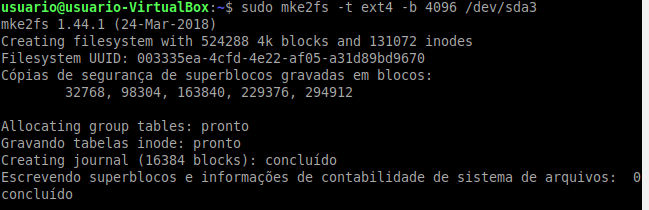 usuario@usuario-VirtualBox:~$ sudo mke2fs -t ext4 -b 4096 /dev/sda3
mke2fs 1.44.1 (24-Mar-2018)
Creating filesystem with 524288 4k blocks and 131072 inodes
Filesystem UUID: 003335ea-4cfd-4e22-af05-a31d89bd9670
Cópias de segurança de superblocos gravadas em blocos:
32768, 98304, 163840, 229376, 294912
Allocating group tables: pronto
Gravando tabelas inode: pronto
Creating journal (16384 blocks): concluído
Escrevendo superblocos e informações de contabilidade de sistema de arquivos:  0
concluído